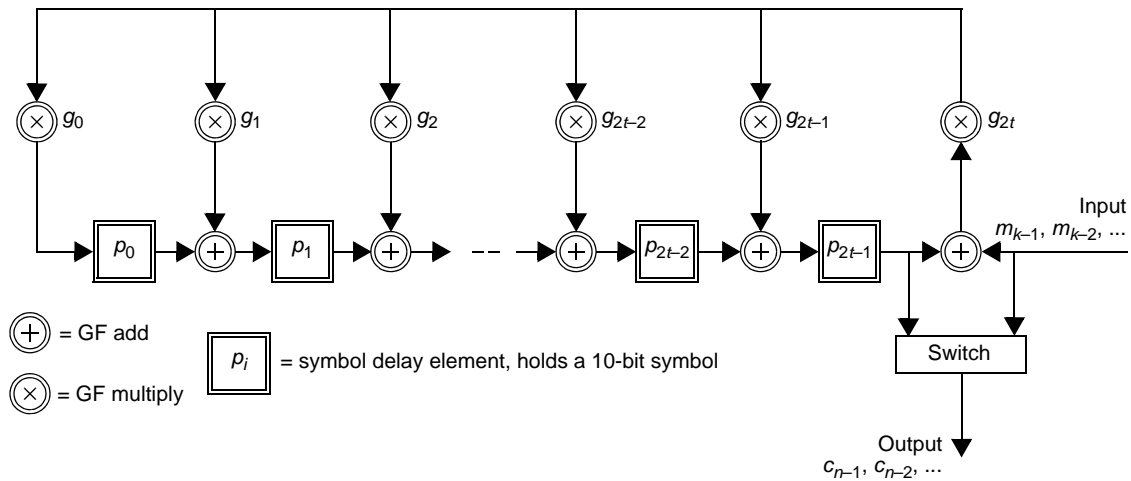 g0 g1 g2 g2t–2 g2t–1 g2t
Input
mk–1, mk–2, ...
p0 p1 p2t–2 p2t–1
= GF add
pi = symbol delay element, holds a 10-bit symbol
Switch
= GF multiply
Output
cn–1, cn–2, ...